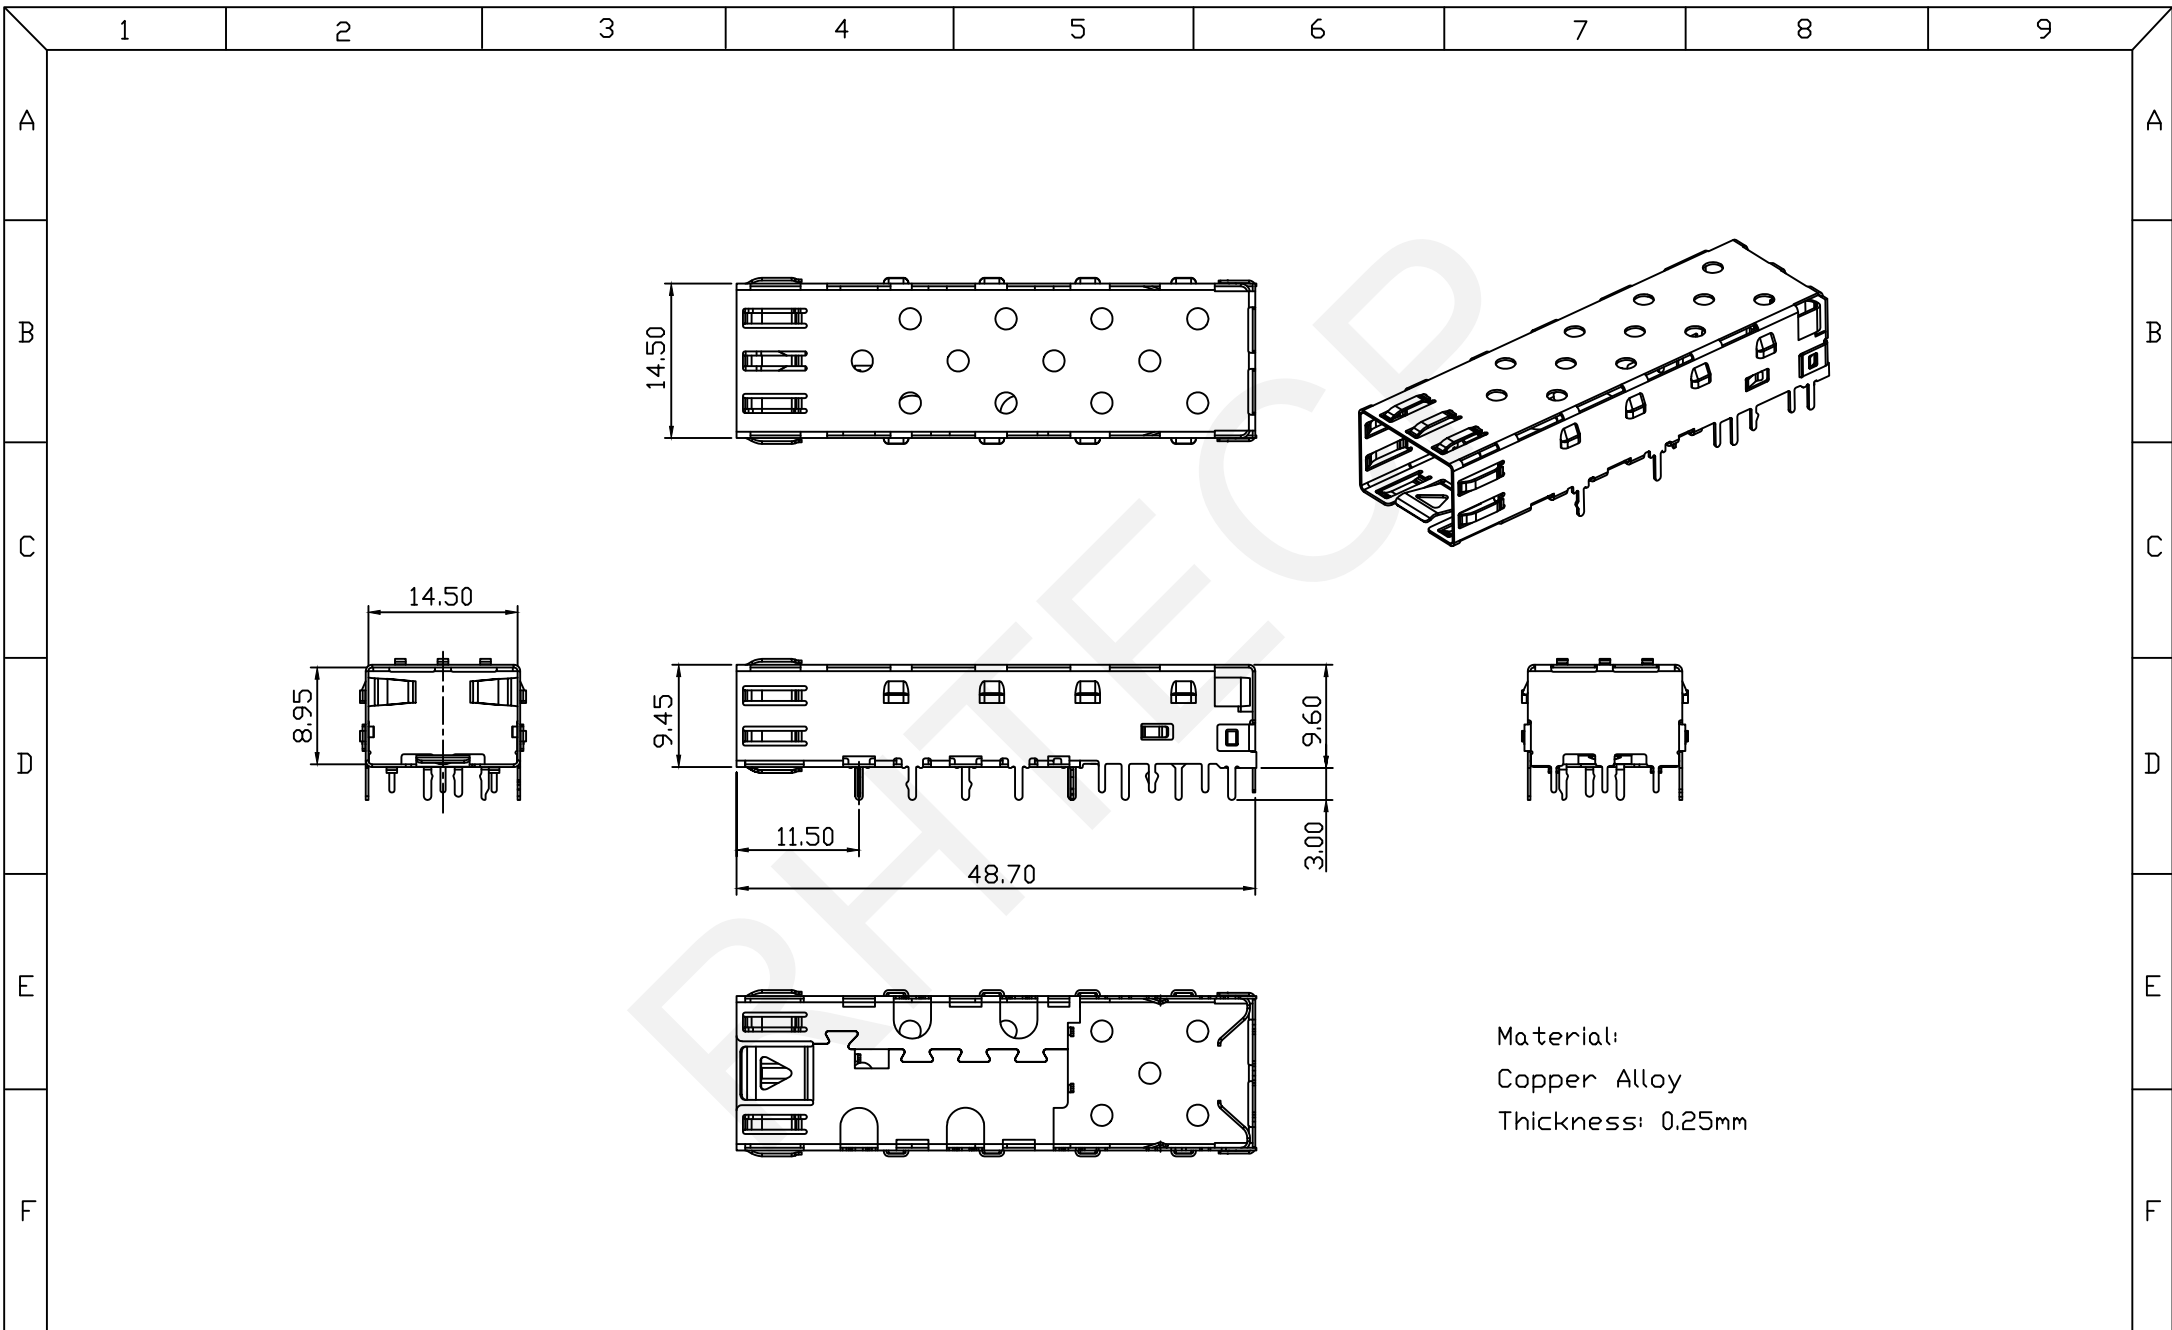 1 2 3 4 5 6 7 8 9
A A
B B
14.50
C C
14.50
8.95
9.45
9.60
D D
11.50
3.00
48.70
E E
Material:
Copper Alloy
Thickness: 0.25mm
F F
RHTECP